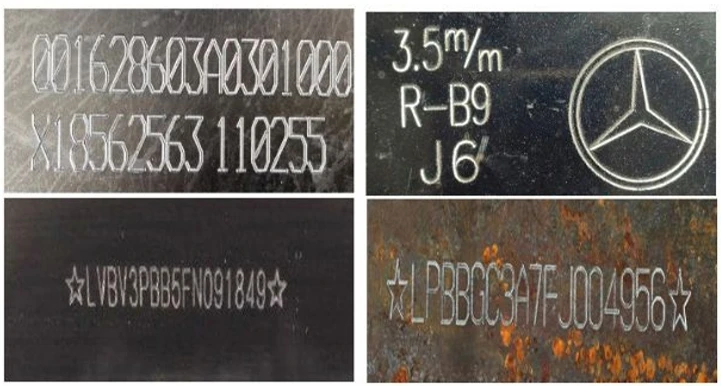 001628603A0301000
X18562563 110255
3.5m/m
R-B9
J6
☆LVBV3PBB5FN091849☆
☆LPBBGC3A7FJ004956☆